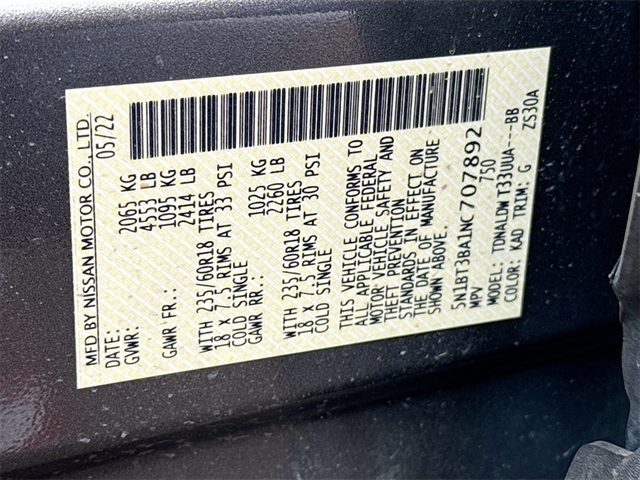 MFD BY NISSAN MOTOR CO., LTD.
DATE: 05/22
GVWR: 2065 KG
4553 LB
GAWR FR.: 1095 KG
2414 LB
WITH 235/60R18 TIRES
18 X 7.5 RIMS AT 33 PSI
COLD SINGLE
GAWR RR.: 1025 KG
2260 LB
WITH 235/60R18 TIRES
18 X 7.5 RIMS AT 30 PSI
COLD SINGLE
THIS VEHICLE CONFORMS TO
ALL APPLICABLE FEDERAL
MOTOR VEHICLE SAFETY AND
THEFT PREVENTION
STANDARDS IN EFFECT ON
THE DATE OF MANUFACTURE
SHOWN ABOVE.
5N1BT3BA1NC707892
MPV 750
MODEL: TDNALDW T33UUA---BB
COLOR: KAD TRIM: G ZS30A